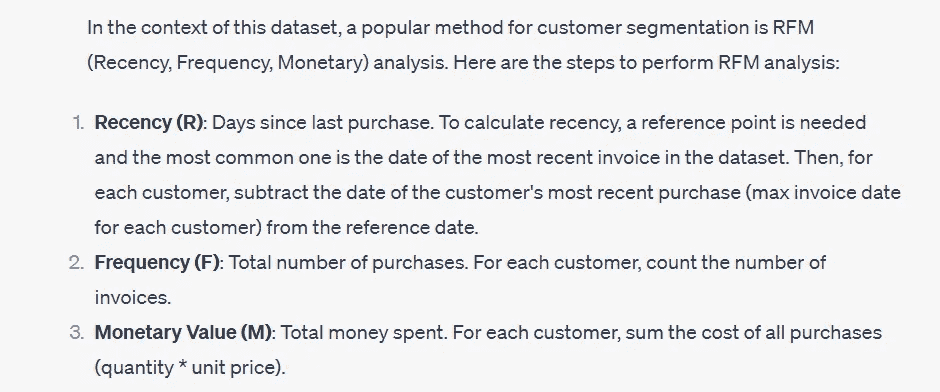 In the context of this dataset, a popular method for customer segmentation is RFM
(Recency, Frequency, Monetary) analysis. Here are the steps to perform RFM analysis:
1. Recency (R): Days since last purchase. To calculate recency, a reference point is needed
and the most common one is the date of the most recent invoice in the dataset. Then, for
each customer, subtract the date of the customer's most recent purchase (max invoice date
for each customer) from the reference date.
2. Frequency (F): Total number of purchases. For each customer, count the number of
invoices.
3. Monetary Value (M): Total money spent. For each customer, sum the cost of all purchases
(quantity * unit price).